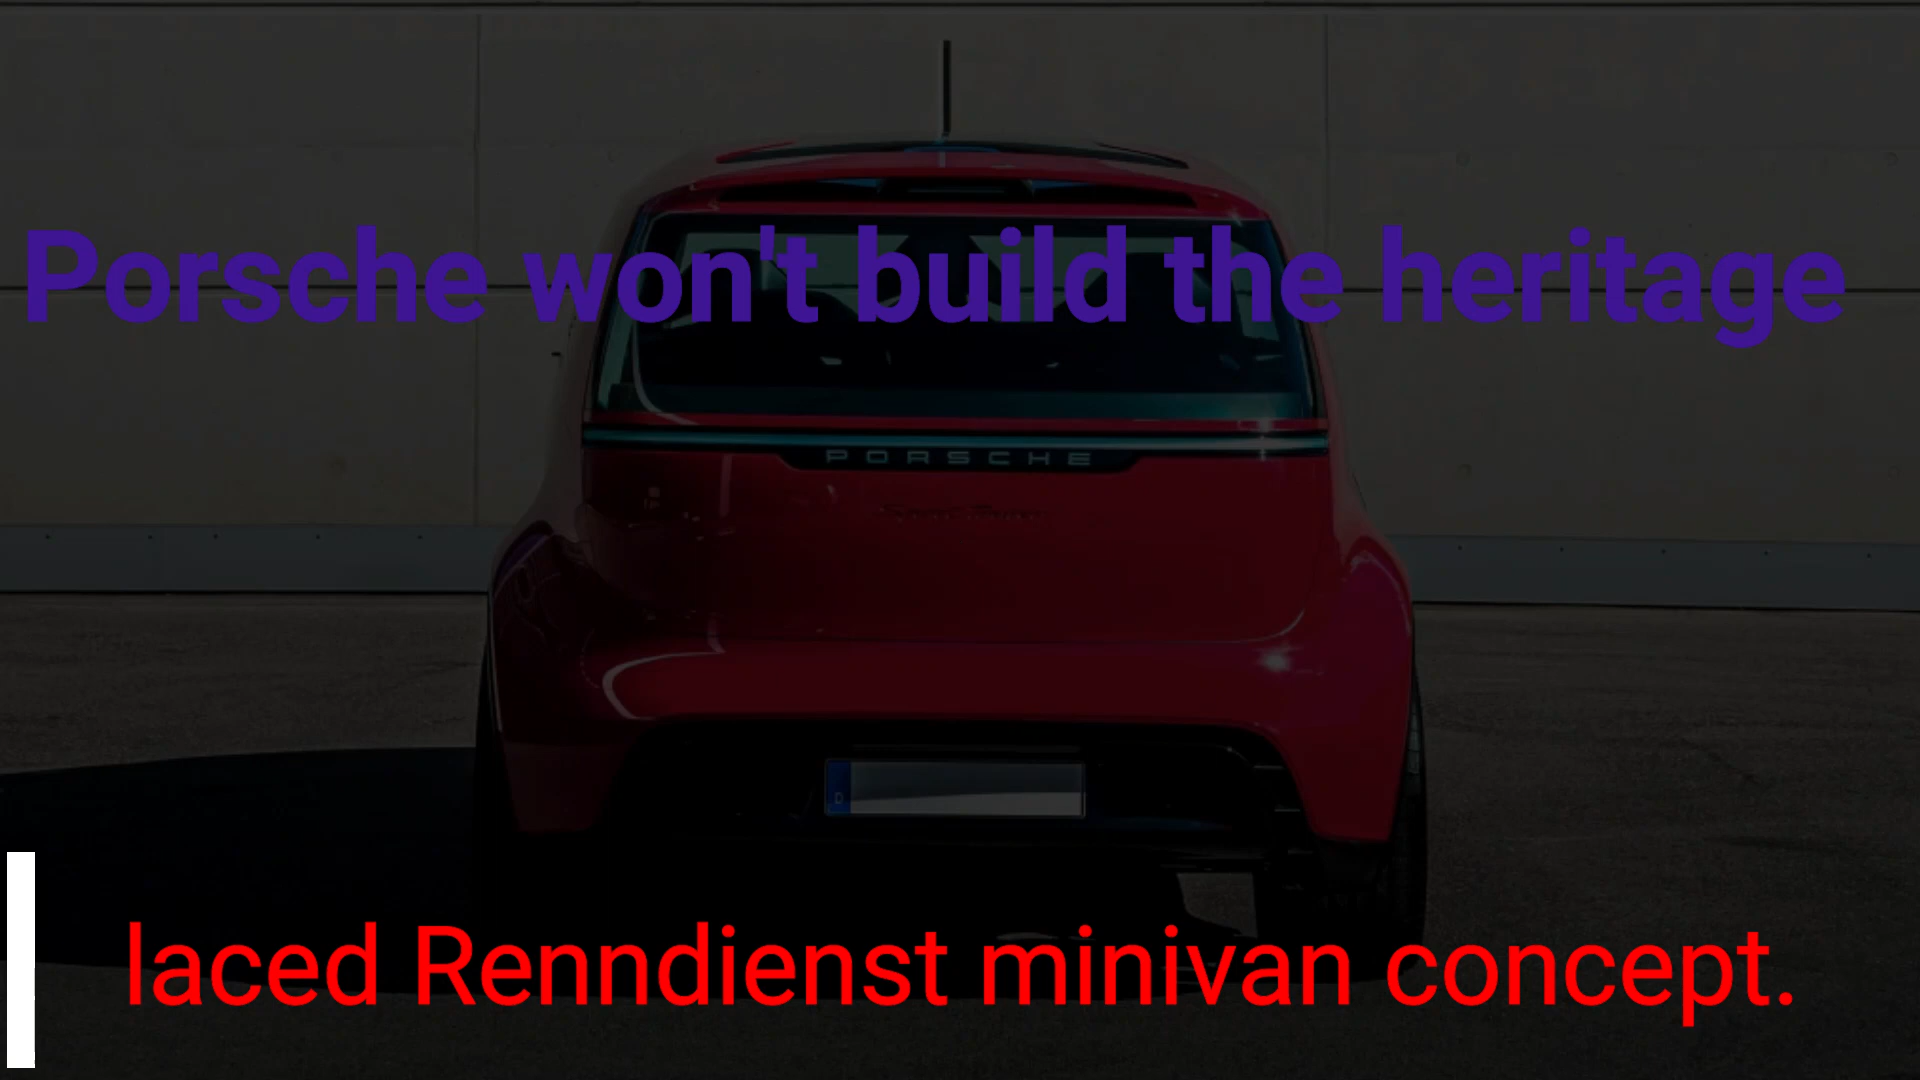 Porsche won't build the heritage
PORSCHE
D
laced Renndienst minivan concept.